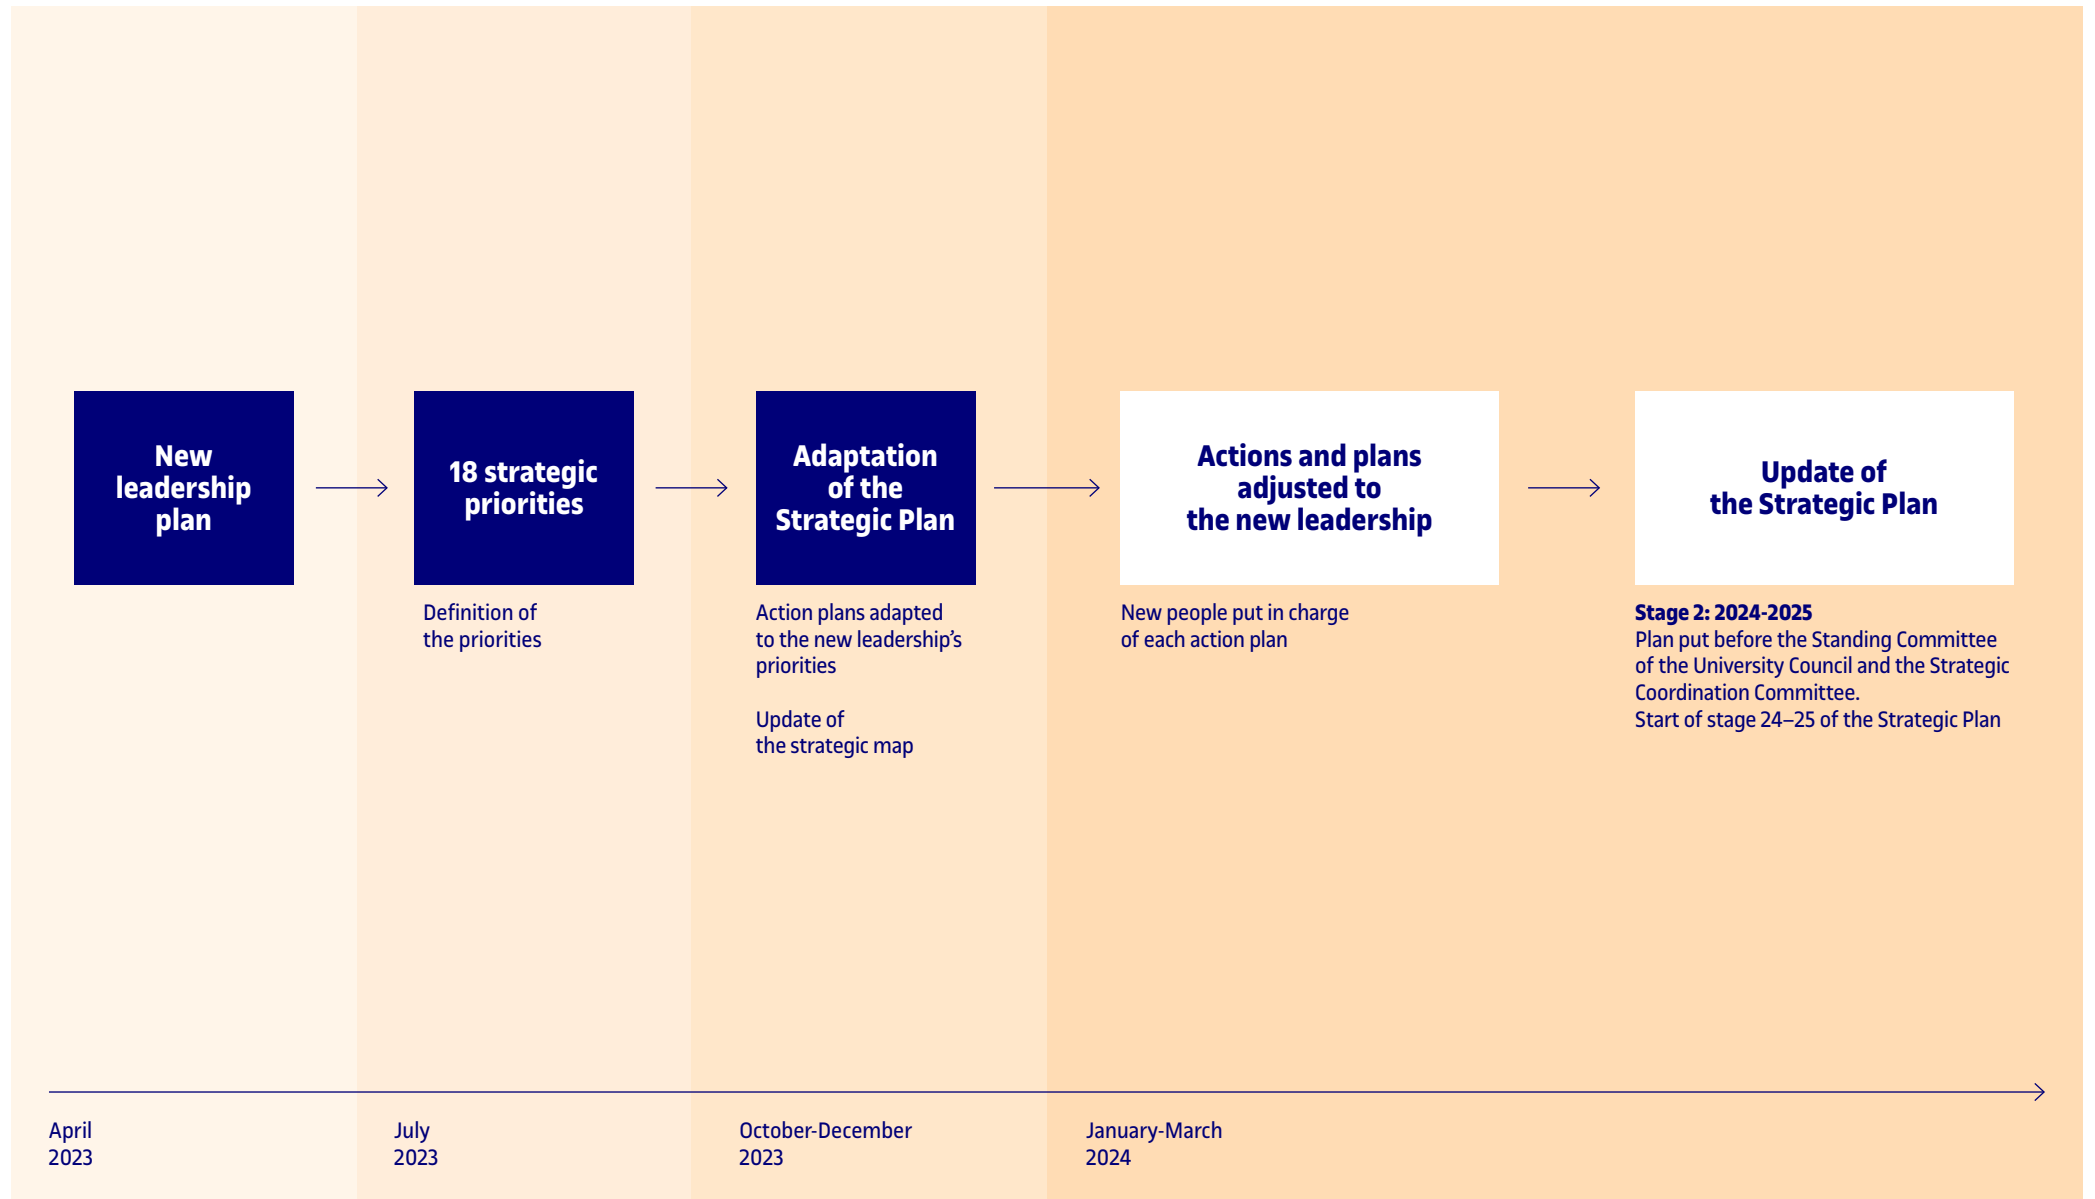 New
leadership
plan
18 strategic
priorities
Definition of
the priorities
Adaptation
of the
Strategic Plan
Action plans adapted
to the new leadership’s
priorities
Update of
the strategic map
Actions and plans
adjusted to
the new leadership
New people put in charge
of each action plan
Update of
the Strategic Plan
Stage 2: 2024-2025
Plan put before the Standing Committee
of the University Council and the Strategic
Coordination Committee.
Start of stage 24–25 of the Strategic Plan
April
2023
July
2023
October-December
2023
January-March
2024